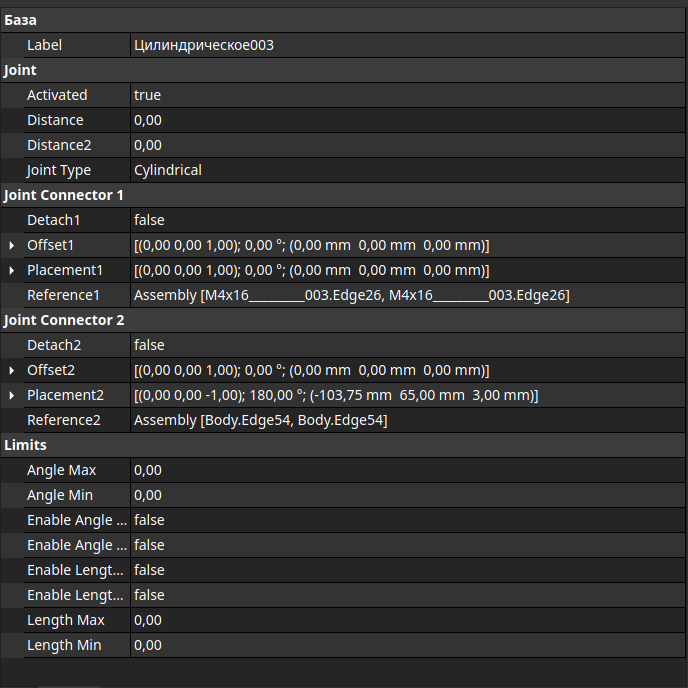 База
Label Цилиндрическое003
Joint
Activated true
Distance 0,00
Distance2 0,00
Joint Type Cylindrical
Joint Connector 1
Detach1 false
Offset1 [(0,00 0,00 1,00); 0,00 °; (0,00 mm 0,00 mm 0,00 mm)]
Placement1 [(0,00 0,00 1,00); 0,00 °; (0,00 mm 0,00 mm 0,00 mm)]
Reference1 Assembly [M4x16_________003.Edge26, M4x16_________003.Edge26]
Joint Connector 2
Detach2 false
Offset2 [(0,00 0,00 1,00); 0,00 °; (0,00 mm 0,00 mm 0,00 mm)]
Placement2 [(0,00 0,00 -1,00); 180,00 °; (-103,75 mm 65,00 mm 3,00 mm)]
Reference2 Assembly [Body.Edge54, Body.Edge54]
Limits
Angle Max 0,00
Angle Min 0,00
Enable Angle ... false
Enable Angle ... false
Enable Lengt... false
Enable Lengt... false
Length Max 0,00
Length Min 0,00